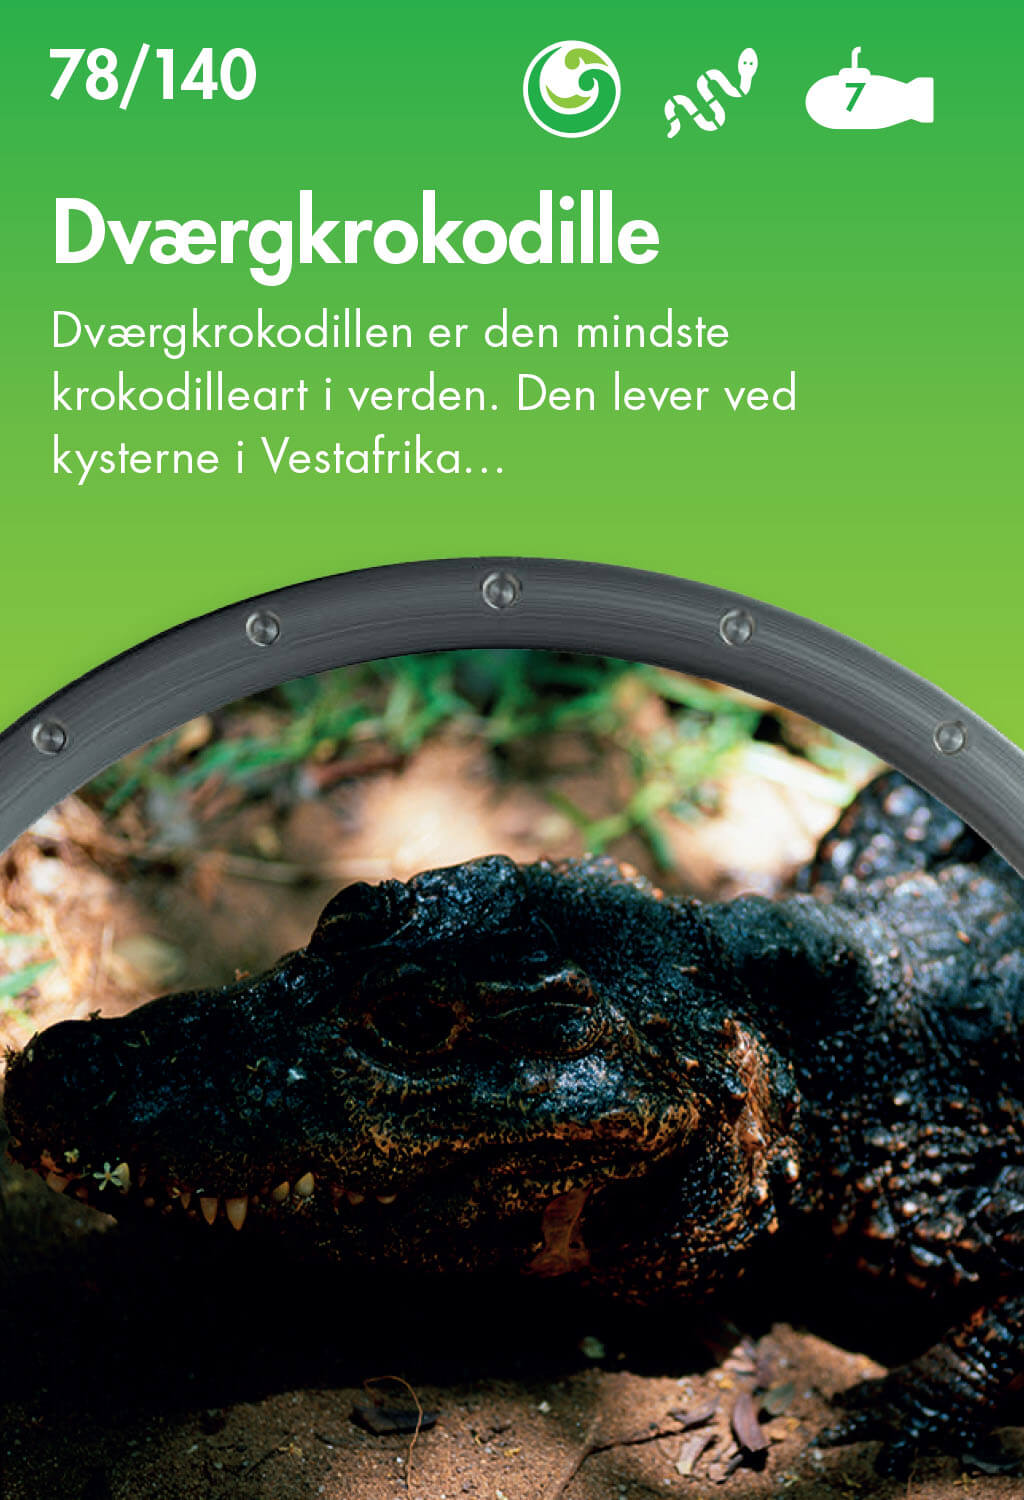 78/140
7
Dværgkrokodille
Dværgkrokodillen er den mindste
krokodilleart i verden. Den lever ved
kysterne i Vestafrika...